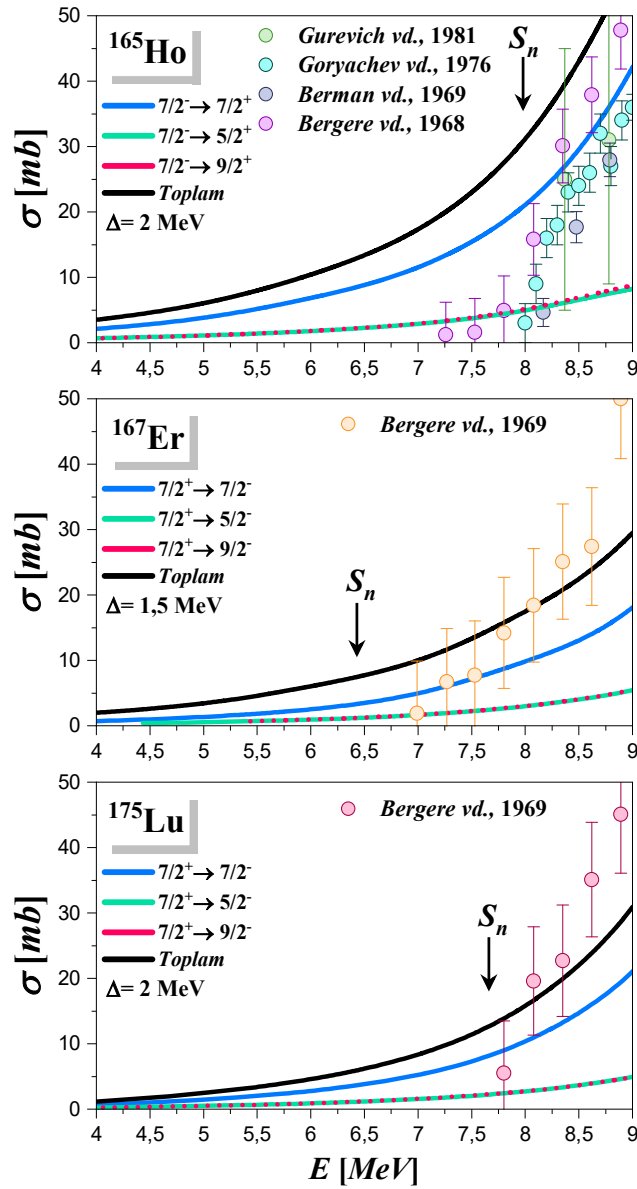 ¹⁶⁵Ho
7/2⁻→ 7/2⁺
7/2⁻→ 5/2⁺
7/2⁻→ 9/2⁺
Toplam
Δ= 2 MeV
Sₙ
Gurevich vd., 1981
Goryachev vd., 1976
Berman vd., 1969
Bergere vd., 1968
σ [mb]
50
40
30
20
10
0
4 4,5 5 5,5 6 6,5 7 7,5 8 8,5 9
¹⁶⁷Er
7/2⁺→ 7/2⁻
7/2⁺→ 5/2⁻
7/2⁺→ 9/2⁻
Toplam
Δ= 1,5 MeV
Sₙ
Bergere vd., 1969
σ [mb]
50
40
30
20
10
0
4 4,5 5 5,5 6 6,5 7 7,5 8 8,5 9
¹⁷⁵Lu
7/2⁺→ 7/2⁻
7/2⁺→ 5/2⁻
7/2⁺→ 9/2⁻
Toplam
Δ= 2 MeV
Sₙ
Bergere vd., 1969
σ [mb]
50
40
30
20
10
0
4 4,5 5 5,5 6 6,5 7 7,5 8 8,5 9
E [MeV]